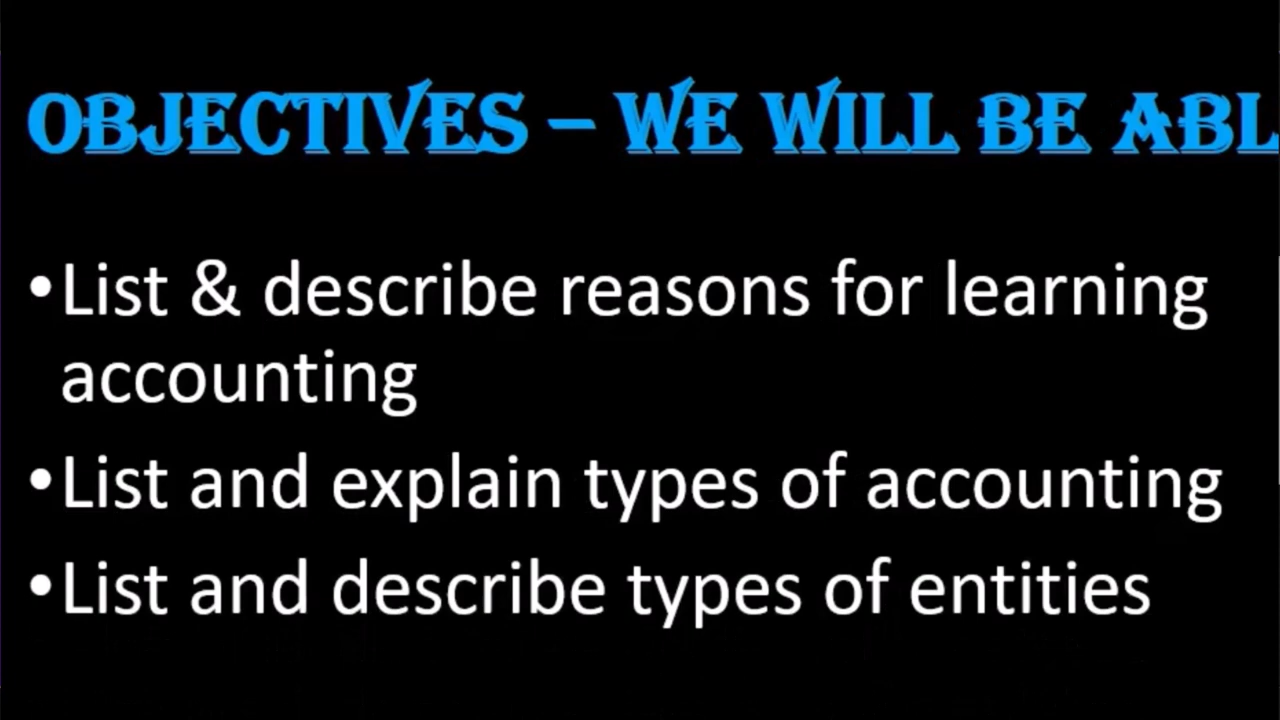 OBJECTIVES – WE WILL BE ABL
•List & describe reasons for learning
accounting
•List and explain types of accounting
•List and describe types of entities